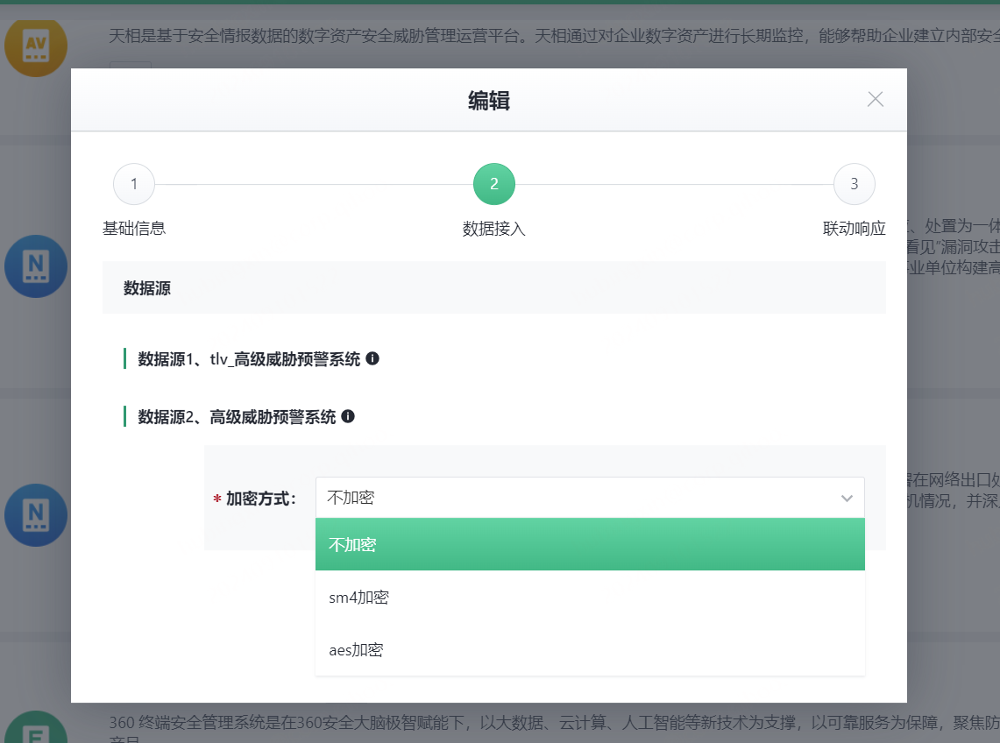 AV
天相是基于安全情报数据的数字资产安全威胁管理运营平台。天相通过对企业数字资产进行长期监控，能够帮助企业建立内部安全
编辑
1
2
3
基础信息
数据接入
联动响应
、处置为一体
N
看见”漏洞攻击
业单位构建高
数据源
数据源1、tlv_高级威胁预警系统
数据源2、高级威胁预警系统
* 加密方式：
不加密
在网络出口处
N
机情况，并深
不加密
sm4加密
aes加密
360 终端安全管理系统是在360安全大脑极智赋能下，以大数据、云计算、人工智能等新技术为支撑，以可靠服务为保障，聚焦防